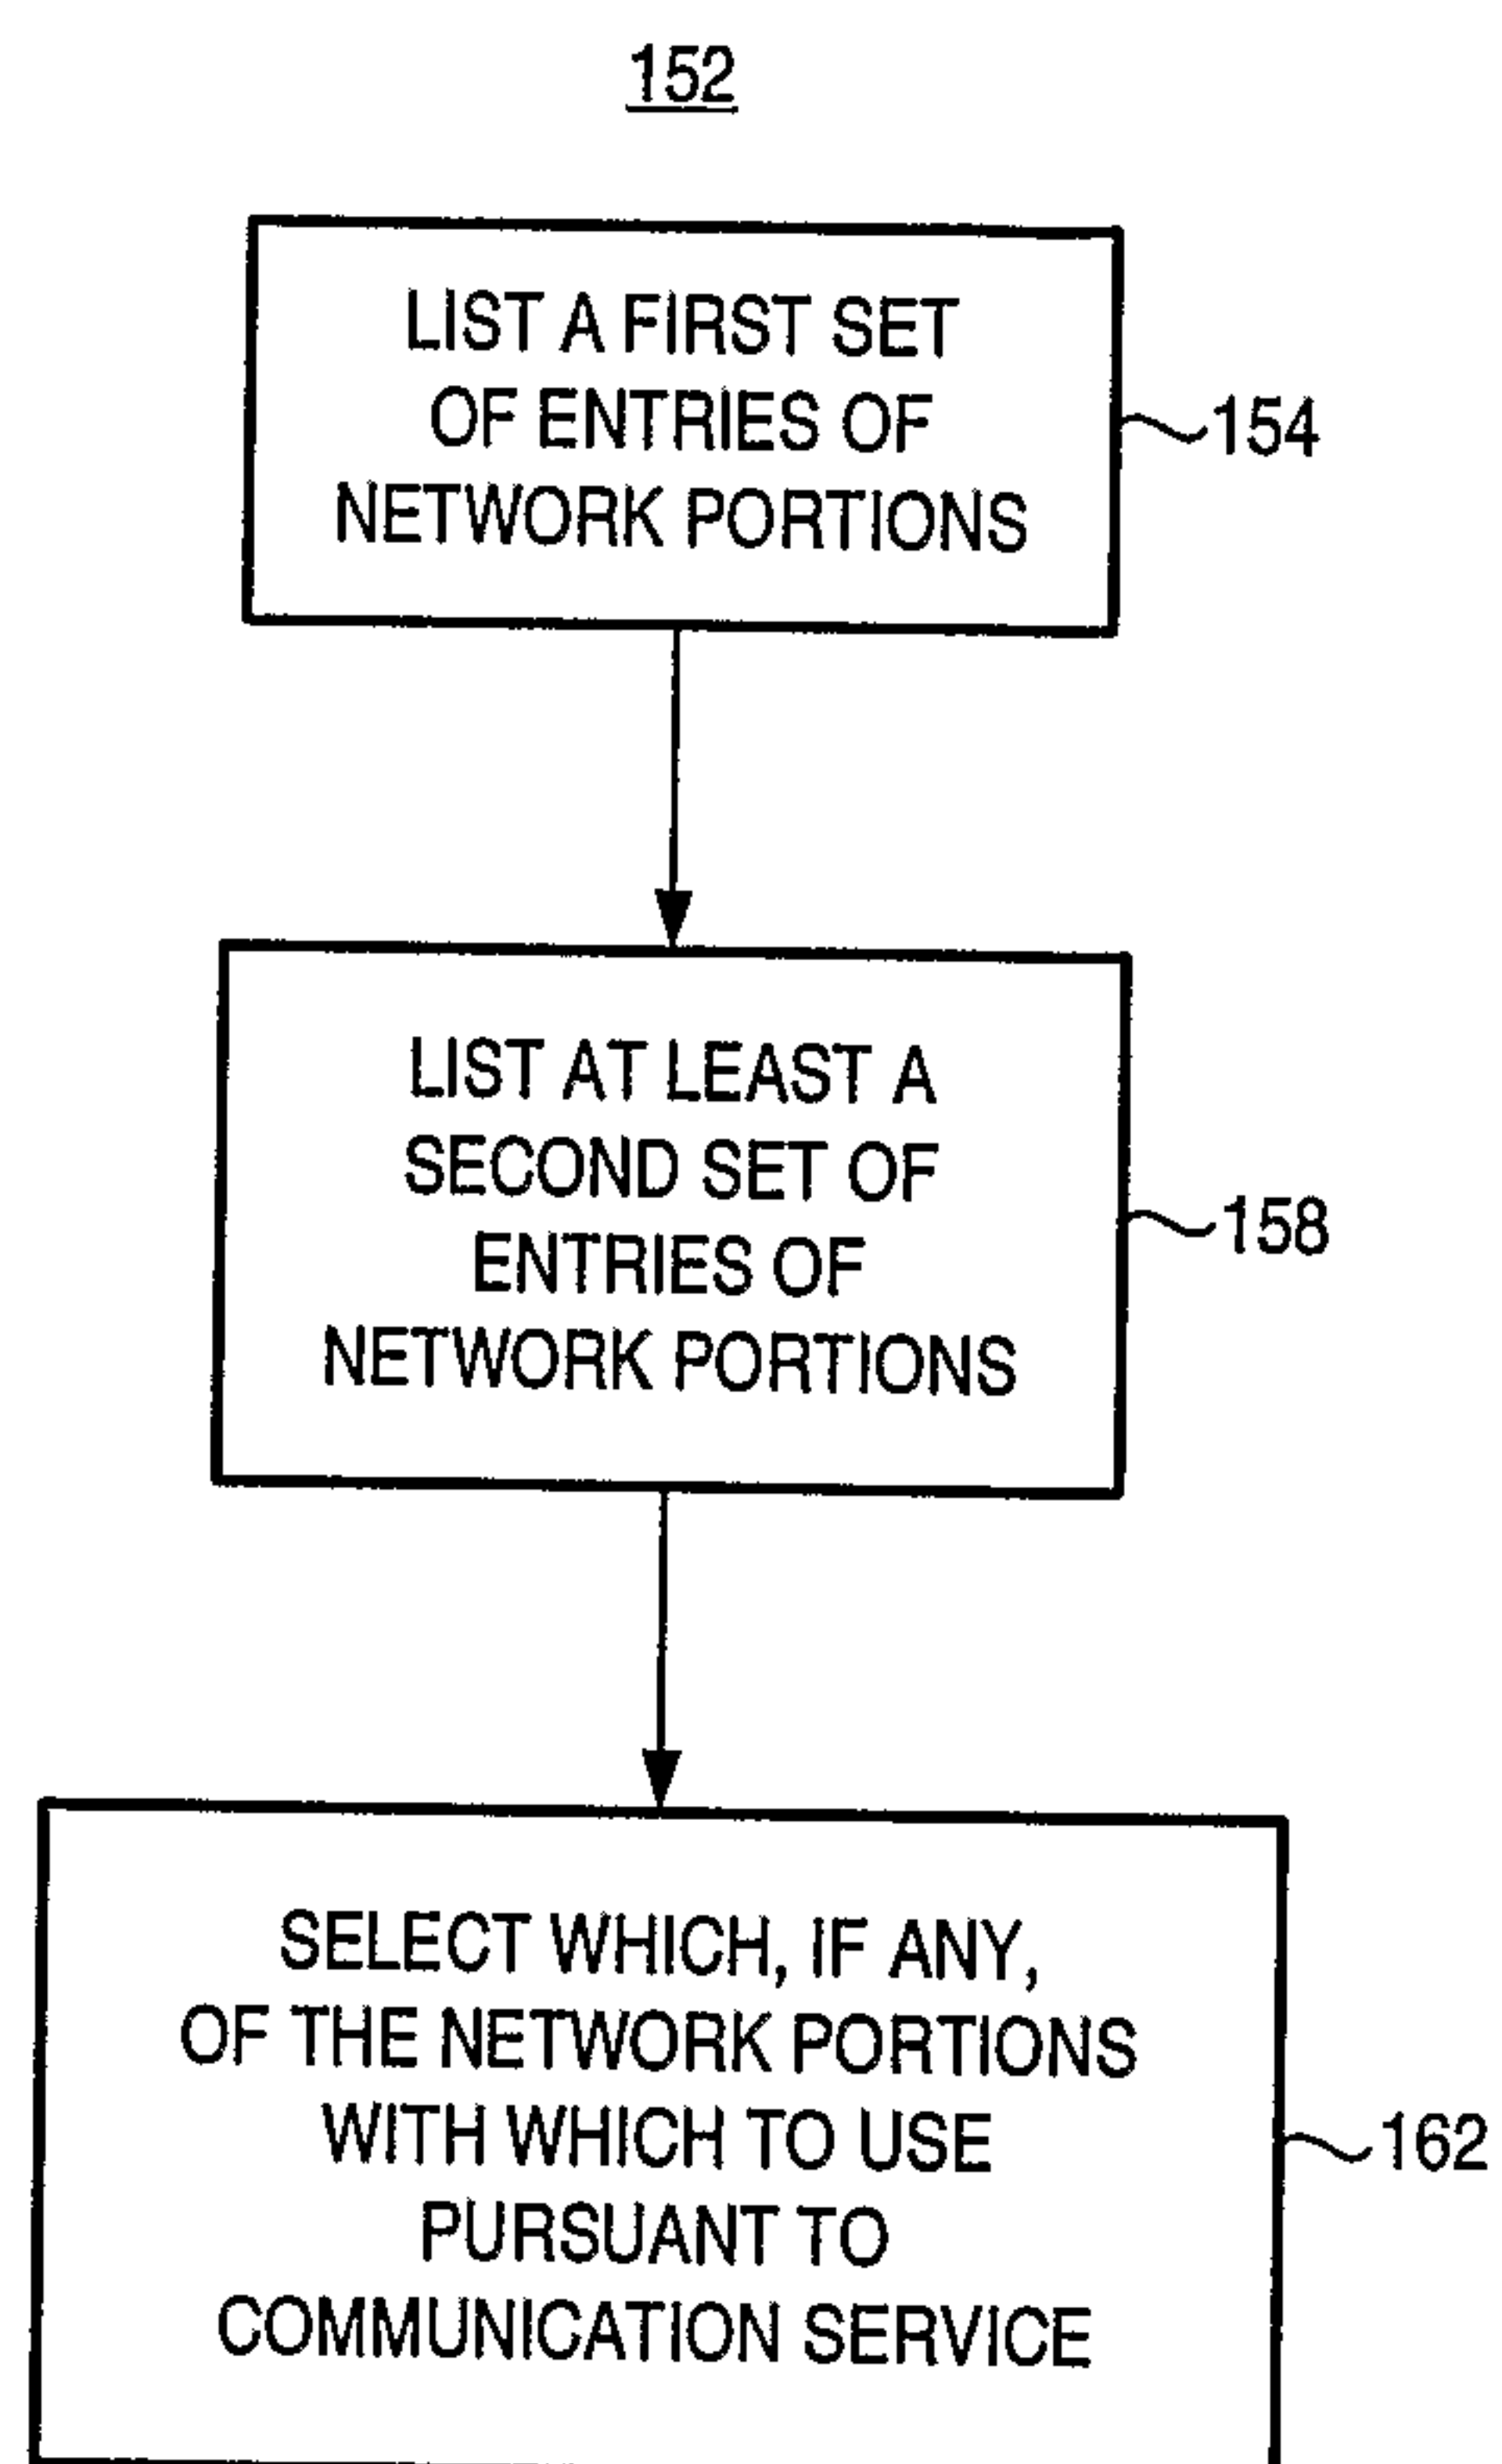 152
LIST A FIRST SET
OF ENTRIES OF
NETWORK PORTIONS
154
LIST AT LEAST A
SECOND SET OF
ENTRIES OF
NETWORK PORTIONS
158
SELECT WHICH, IF ANY,
OF THE NETWORK PORTIONS
WITH WHICH TO USE
PURSUANT TO
COMMUNICATION SERVICE
162